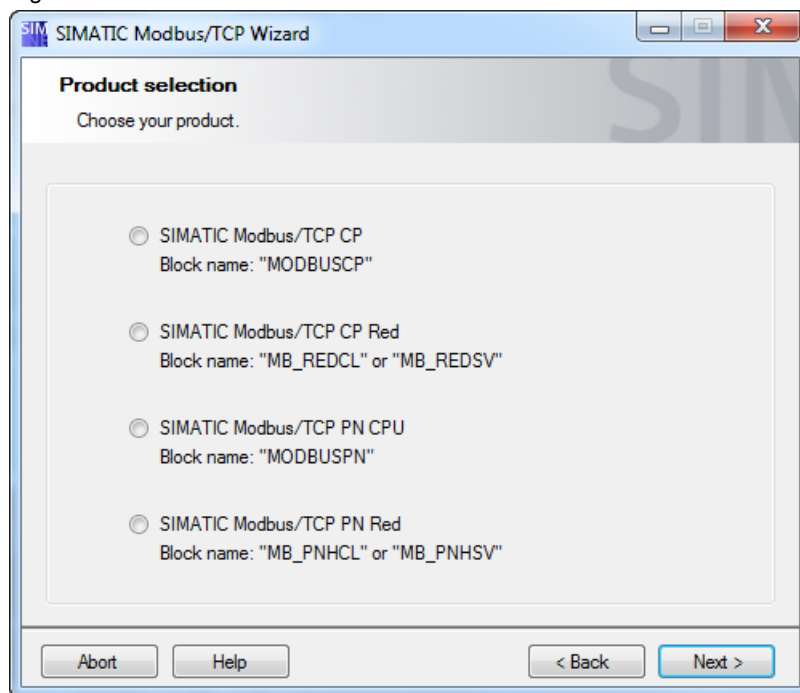 SIMATIC Modbus/TCP Wizard
Product selection
Choose your product.
SIMATIC Modbus/TCP CP
Block name: "MODBUSCP"
SIMATIC Modbus/TCP CP Red
Block name: "MB_REDCL" or "MB_REDSV"
SIMATIC Modbus/TCP PN CPU
Block name: "MODBUSPN"
SIMATIC Modbus/TCP PN Red
Block name: "MB_PNHCL" or "MB_PNHSV"
Abort Help < Back Next >